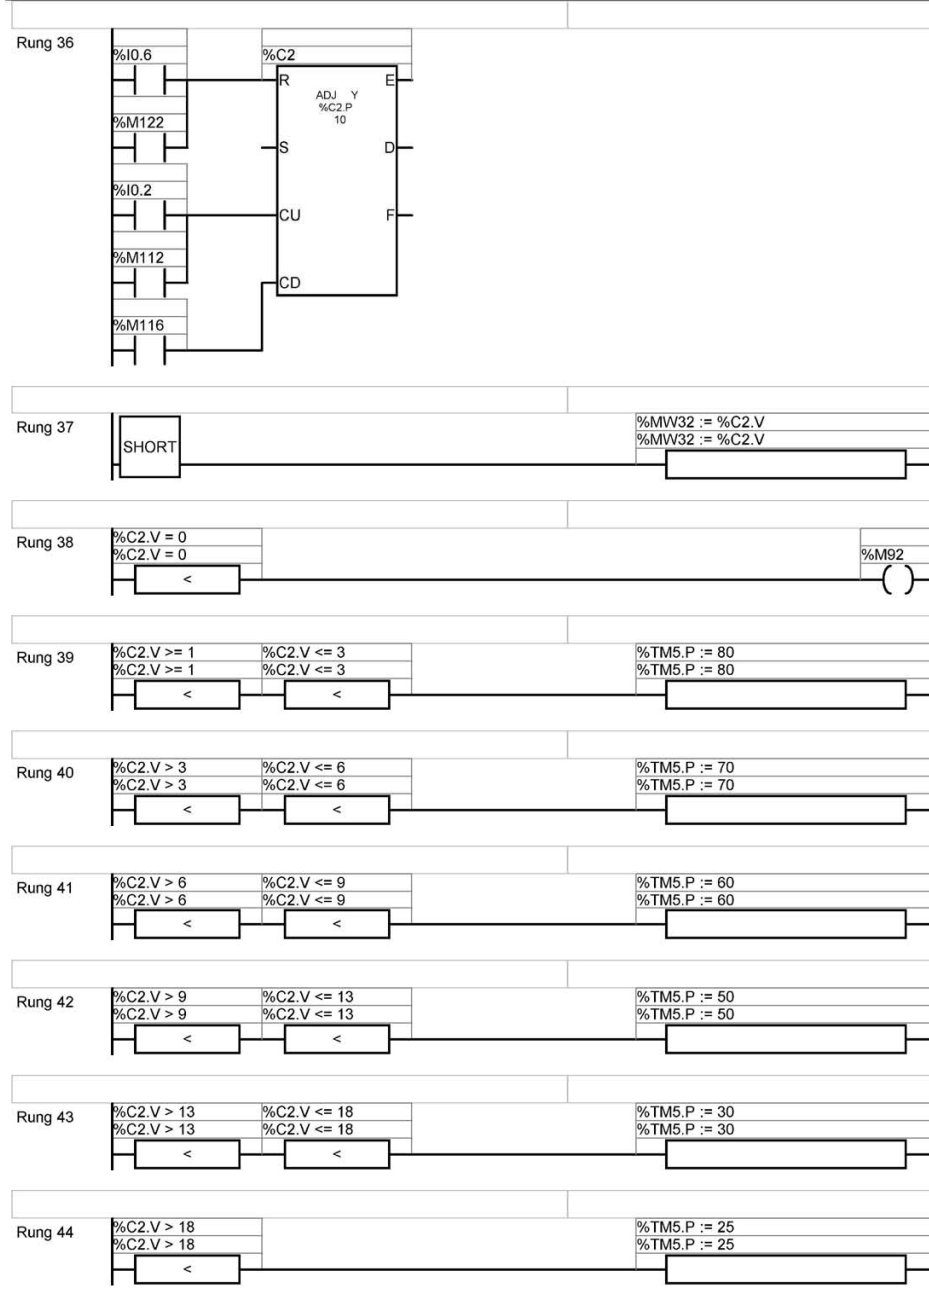 Rung 36
%I0.6
%C2
R
E
ADJ Y
%C2.P
10
%M122
S
D
%I0.2
CU
F
%M112
CD
%M116
Rung 37
SHORT
%MW32 := %C2.V
%MW32 := %C2.V
Rung 38
%C2.V = 0
%C2.V = 0
<
%M92
Rung 39
%C2.V >= 1 %C2.V <= 3 %TM5.P := 80
%C2.V >= 1 %C2.V <= 3 %TM5.P := 80
< <
Rung 40
%C2.V > 3 %C2.V <= 6 %TM5.P := 70
%C2.V > 3 %C2.V <= 6 %TM5.P := 70
< <
Rung 41
%C2.V > 6 %C2.V <= 9 %TM5.P := 60
%C2.V > 6 %C2.V <= 9 %TM5.P := 60
< <
Rung 42
%C2.V > 9 %C2.V <= 13 %TM5.P := 50
%C2.V > 9 %C2.V <= 13 %TM5.P := 50
< <
Rung 43
%C2.V > 13 %C2.V <= 18 %TM5.P := 30
%C2.V > 13 %C2.V <= 18 %TM5.P := 30
< <
Rung 44
%C2.V > 18 %TM5.P := 25
%C2.V > 18 %TM5.P := 25
<